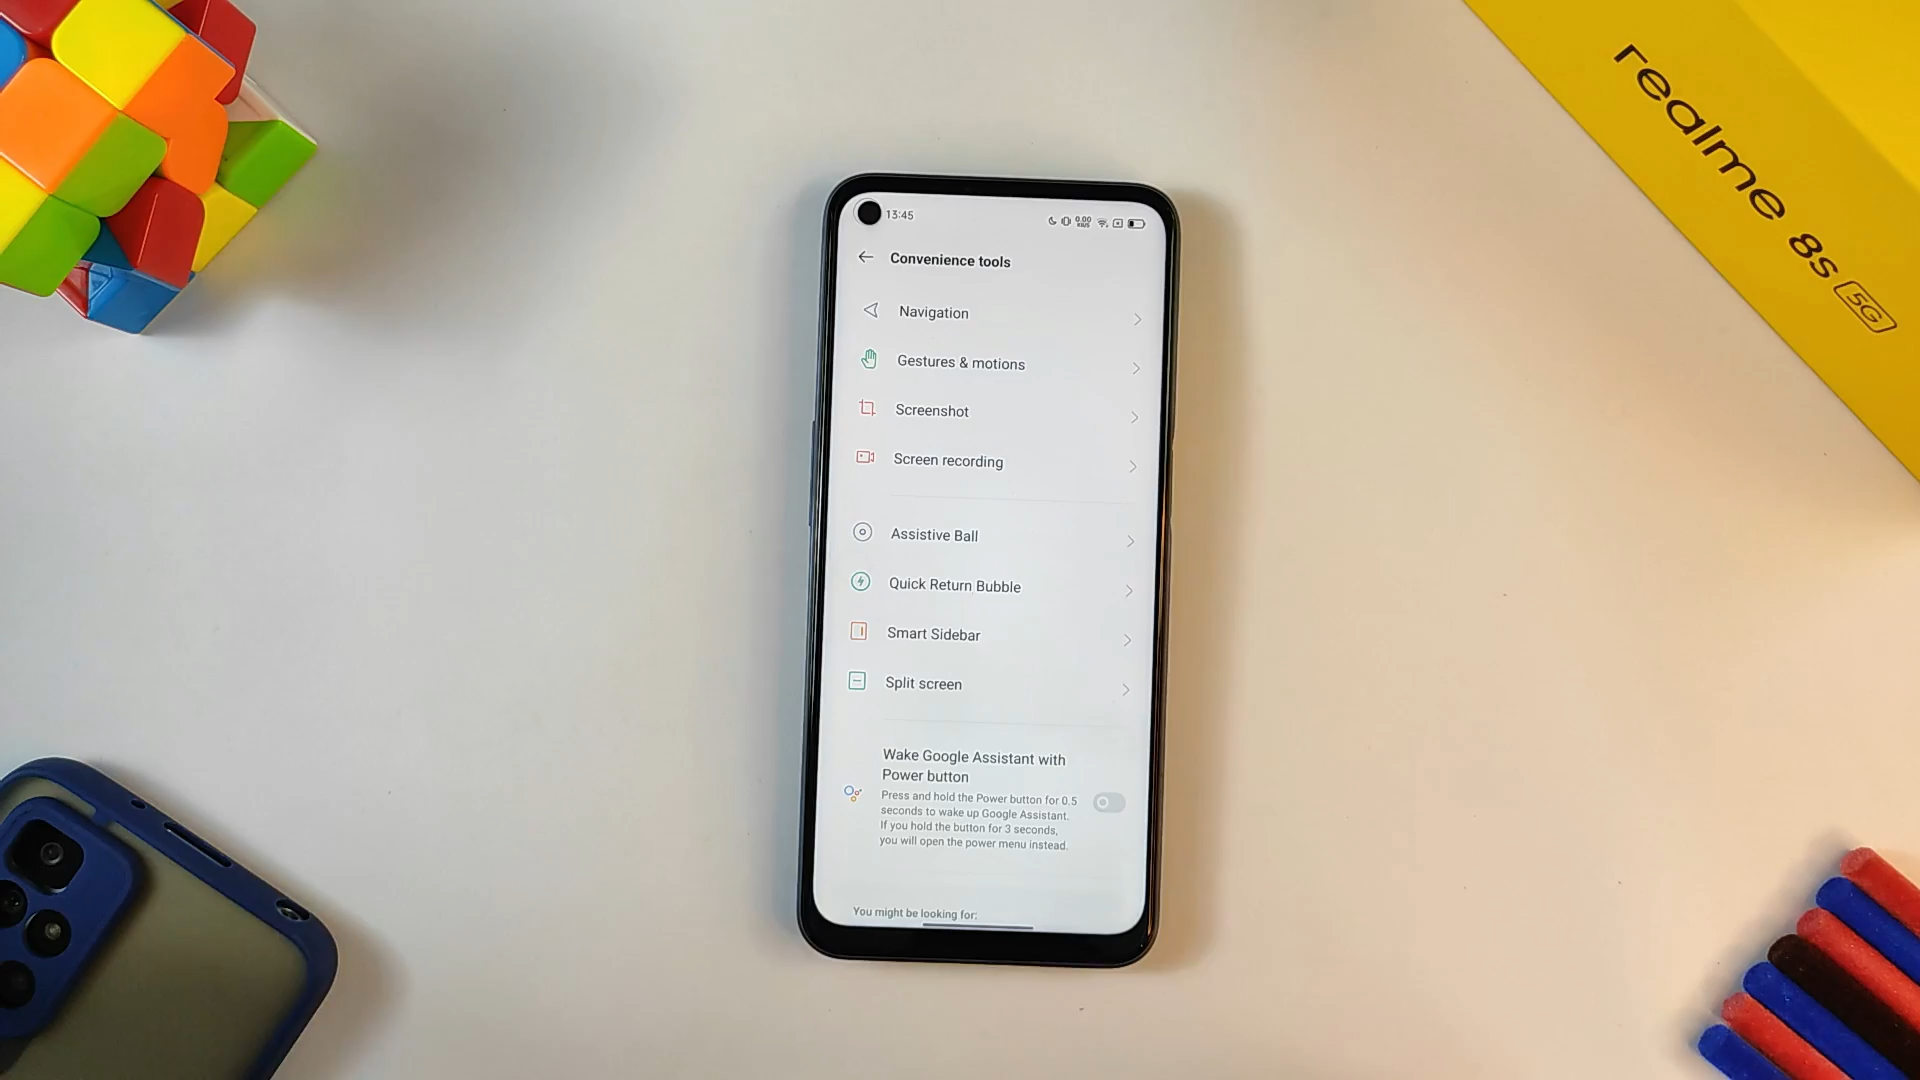 13:45
0.00
KB/S
Convenience tools
Navigation
Gestures & motions
Screenshot
Screen recording
Assistive Ball
Quick Return Bubble
Smart Sidebar
Split screen
Wake Google Assistant with
Power button
Press and hold the Power button for 0.5
seconds to wake up Google Assistant.
If you hold the button for 3 seconds,
you will open the power menu instead.
You might be looking for:
realme 8s 5G